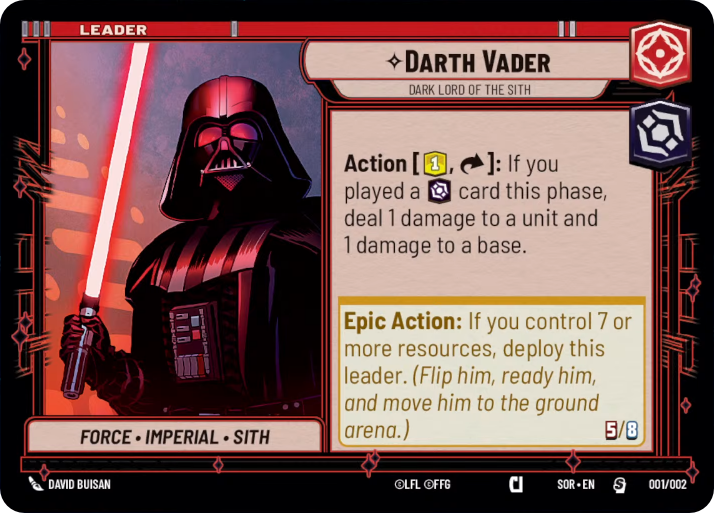 LEADER
DARTH VADER
DARK LORD OF THE SITH
Action [1, ]: If you
played a card this phase,
deal 1 damage to a unit and
1 damage to a base.
Epic Action: If you control 7 or
more resources, deploy this
leader. (Flip him, ready him,
and move him to the ground
arena.)
5/8
FORCE • IMPERIAL • SITH
DAVID BUISAN
©LFL ©FFG
SOR • EN
001/002